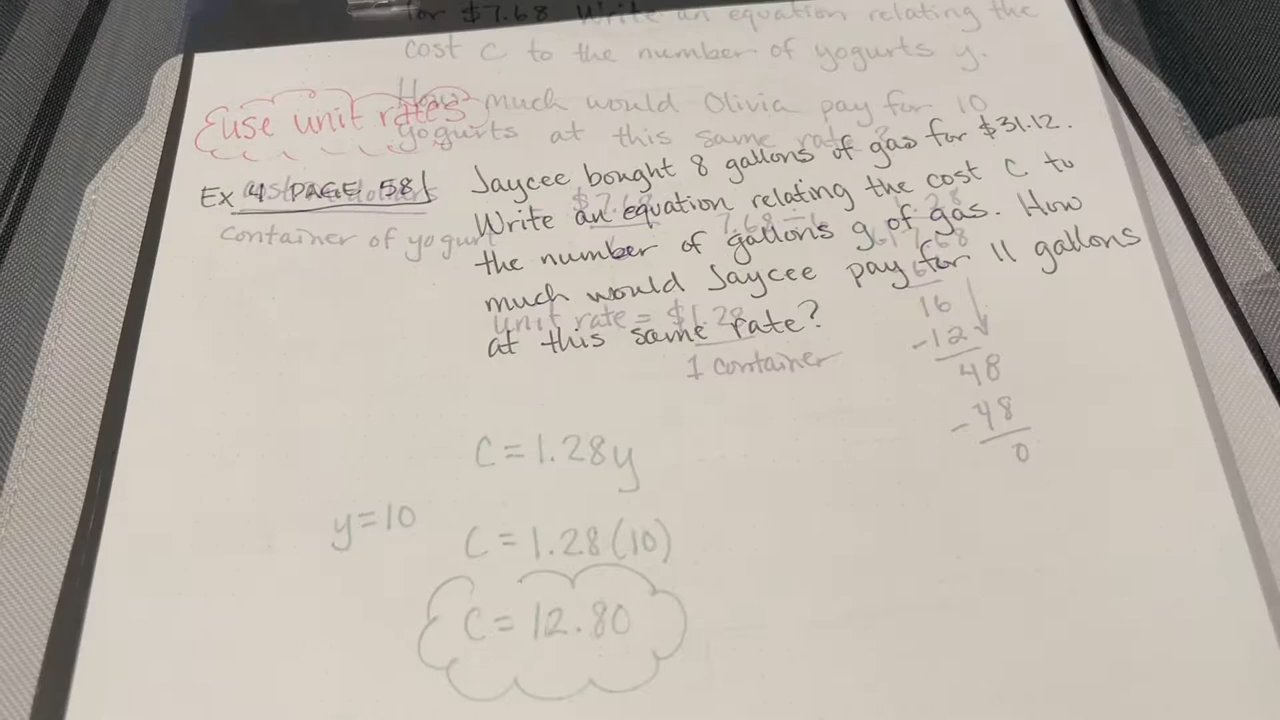 for $7.68 Write an equation relating the
cost C to the number of yogurts y.
How much would Olivia pay for 10
yogurts at this same rate?
use unit rates
Ex 4 PAGE 58
Jaycee bought 8 gallons of gas for $31.12.
Write an equation relating the cost C to
the number of gallons g of gas. How
much would Jaycee pay for 11 gallons
at this same rate?
container of yogurt
$7.68
unit rate = $1.28
1 container
16
-12
48
-48
0
C = 1.28y
y = 10
C = 1.28(10)
C = 12.80